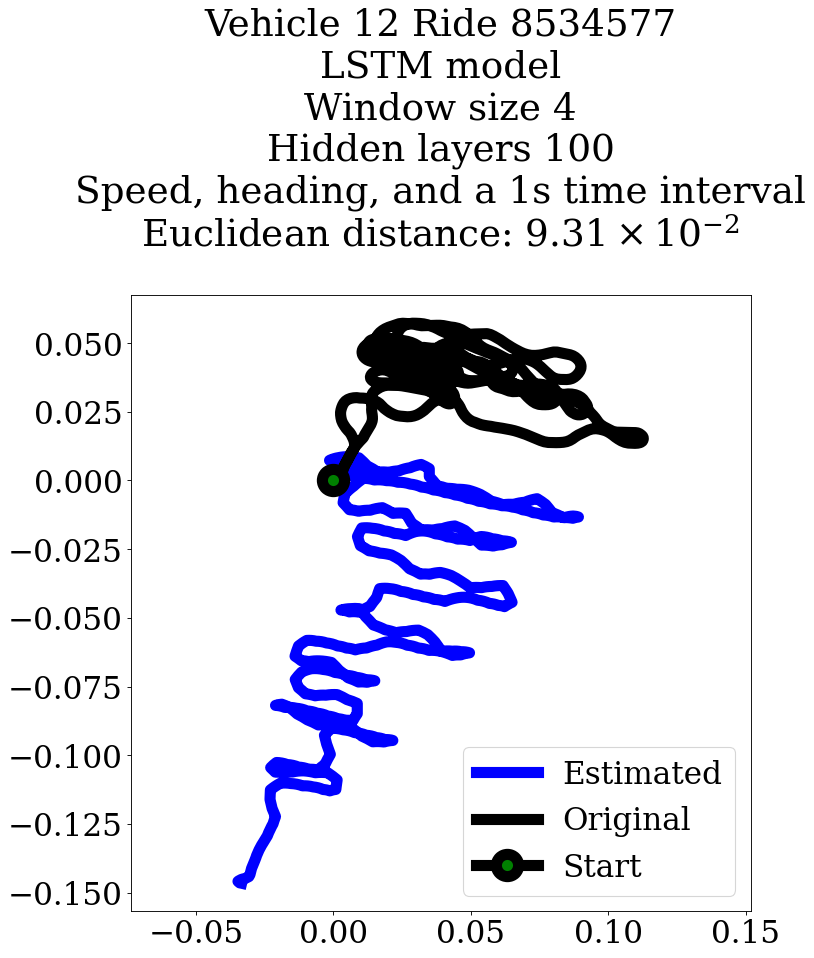 Vehicle 12 Ride 8534577
LSTM model
Window size 4
Hidden layers 100
Speed, heading, and a 1s time interval
Euclidean distance: 9.31 × 10⁻²
0.050
0.025
0.000
−0.025
−0.050
−0.075
−0.100
−0.125
−0.150
Estimated
Original
Start
−0.05 0.00 0.05 0.10 0.15